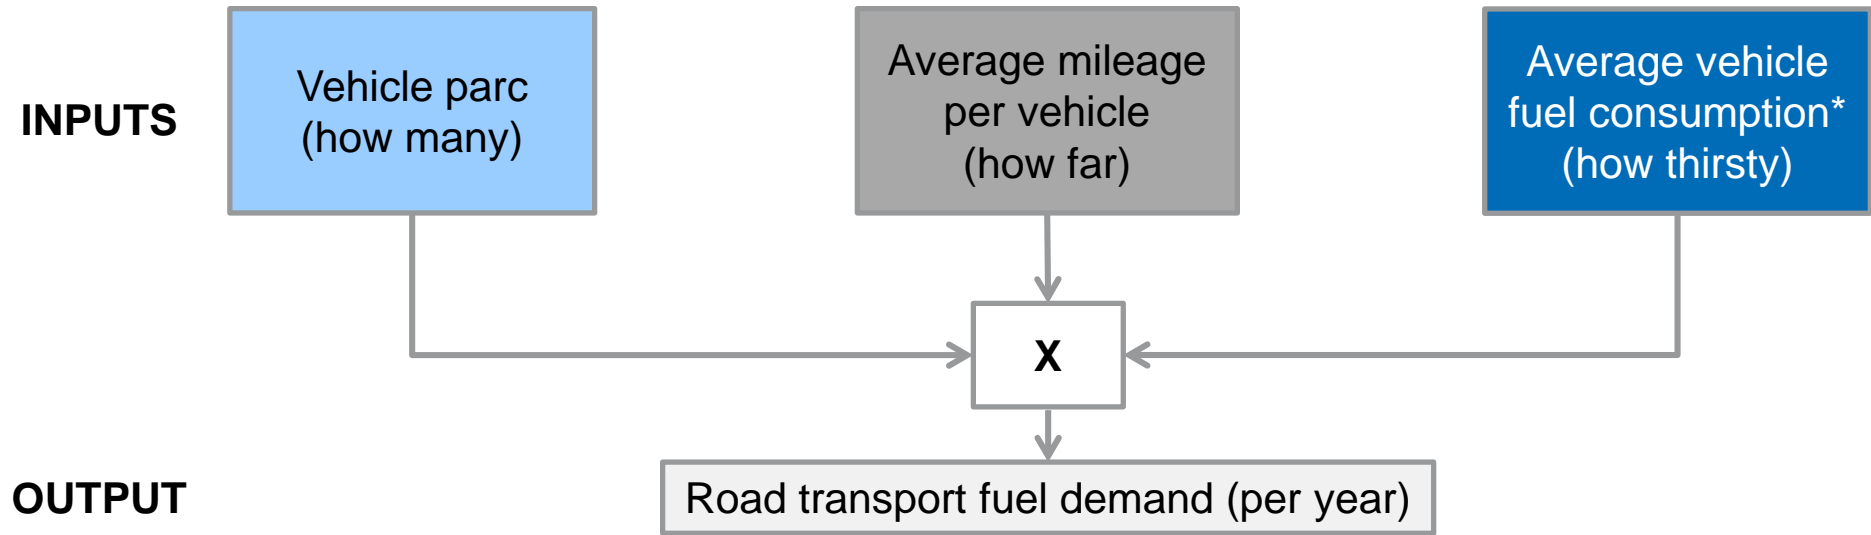 INPUTS
Vehicle parc
(how many)
Average mileage
per vehicle
(how far)
Average vehicle
fuel consumption*
(how thirsty)
X
OUTPUT
Road transport fuel demand (per year)